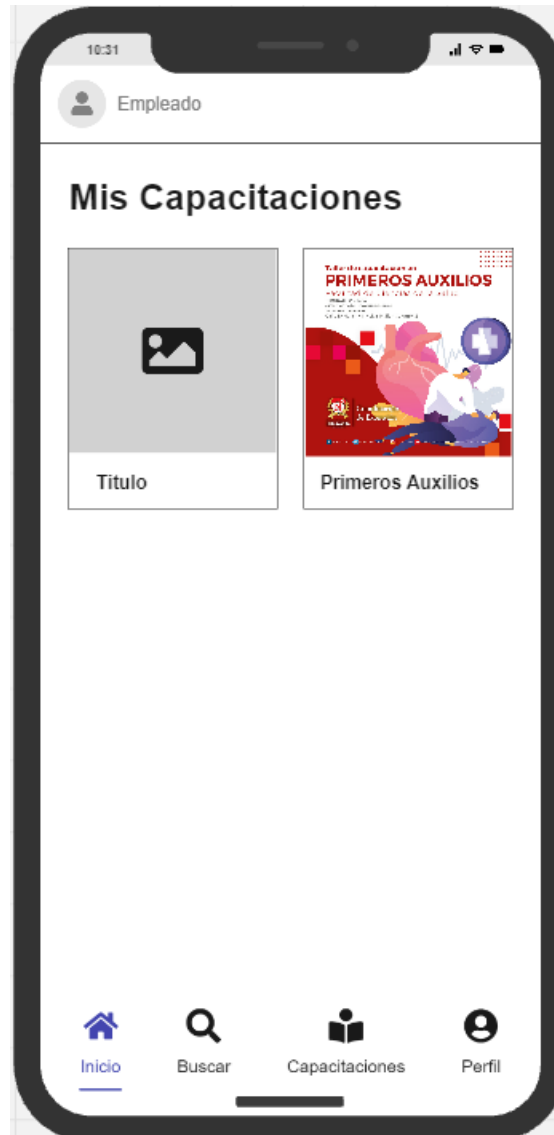 10:31
Empleado
Mis Capacitaciones
PRIMEROS AUXILIOS
Titulo
Primeros Auxilios
Inicio
Buscar
Capacitaciones
Perfil